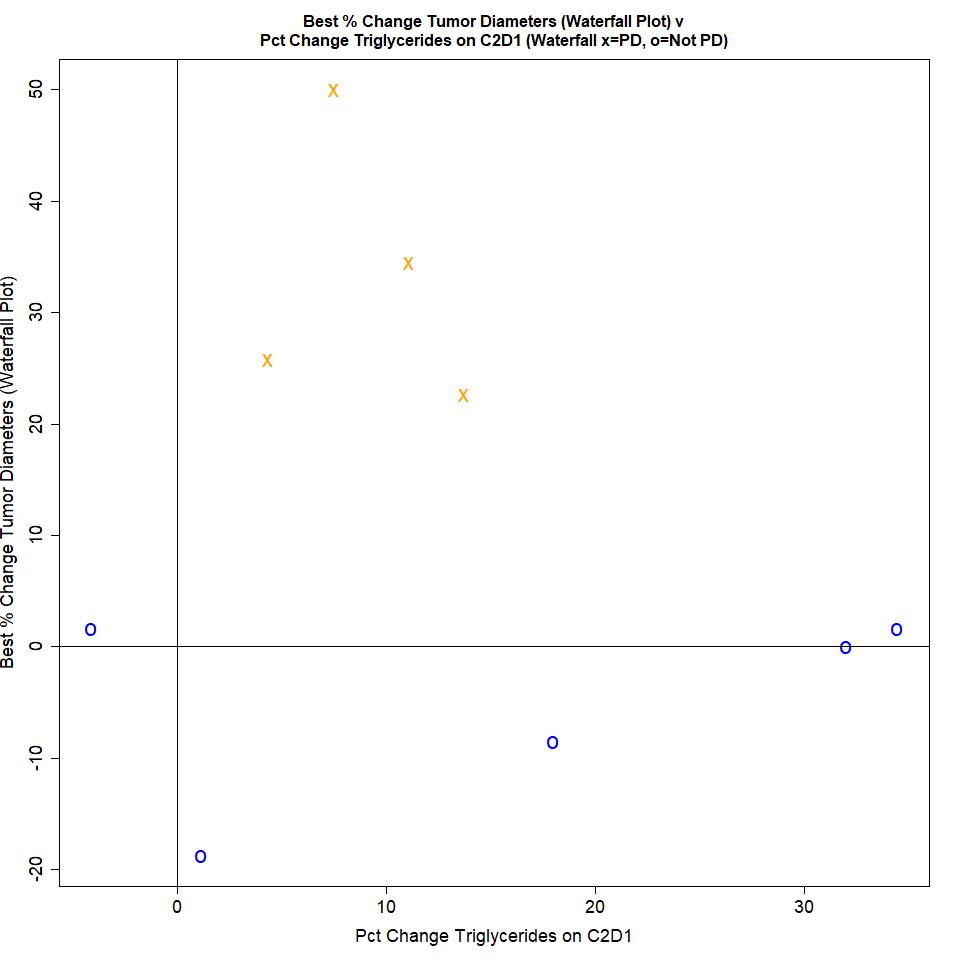 Best % Change Tumor Diameters (Waterfall Plot) v
Pct Change Triglycerides on C2D1 (Waterfall x=PD, o=Not PD)
Best % Change Tumor Diameters (Waterfall Plot)
50
40
30
20
10
0
-10
-20
X
X
X
X
O
O
O
O
O
0
10
20
30
Pct Change Triglycerides on C2D1